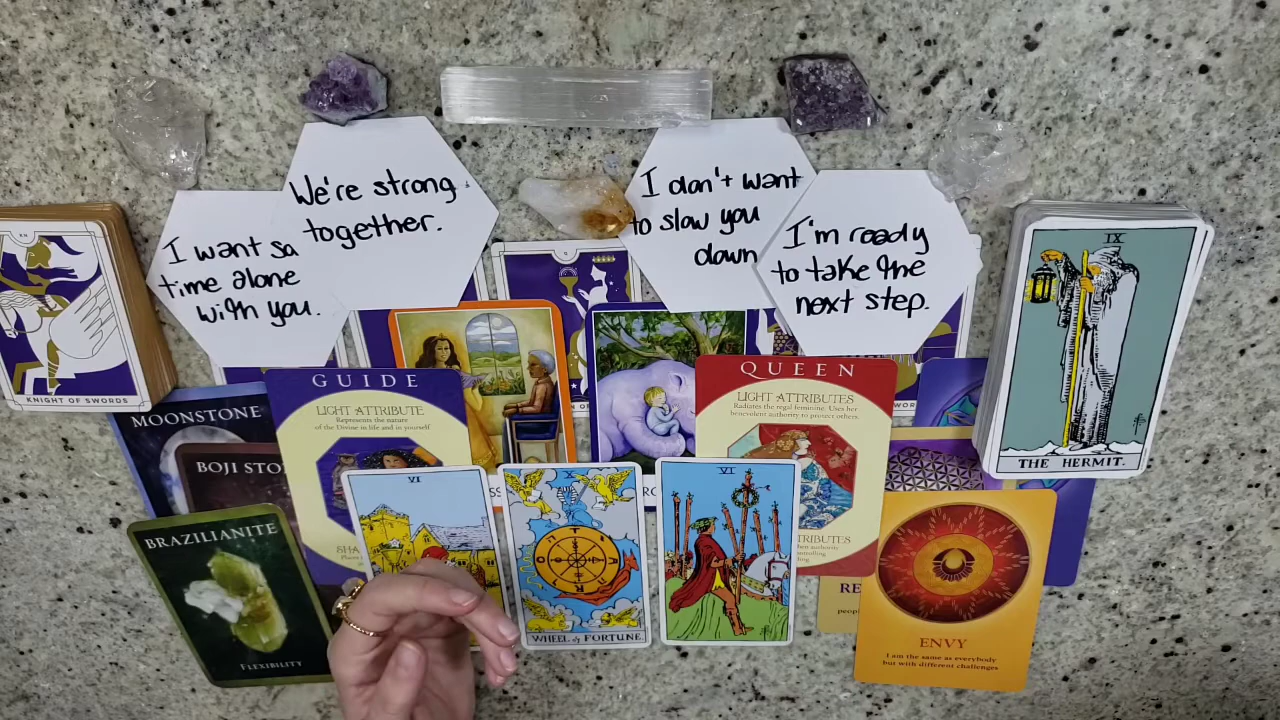 We're strong
together.
I want
time alone
with you.
I don't want
to slow you
down
I'm ready
to take the
next step.
KNIGHT OF SWORDS
IX
THE HERMIT.
MOONSTONE
BOJI
BRAZILIANITE
FLEXIBILITY
GUIDE
LIGHT ATTRIBUTE
Represents the nature
of the Divine in life and in yourself
QUEEN
LIGHT ATTRIBUTES
Radiates the regal feminine. Uses her
benevolent authority to protect others.
VI
X
WHEEL of FORTUNE.
VI
ENVY
I am the same as everybody
but with different challenges